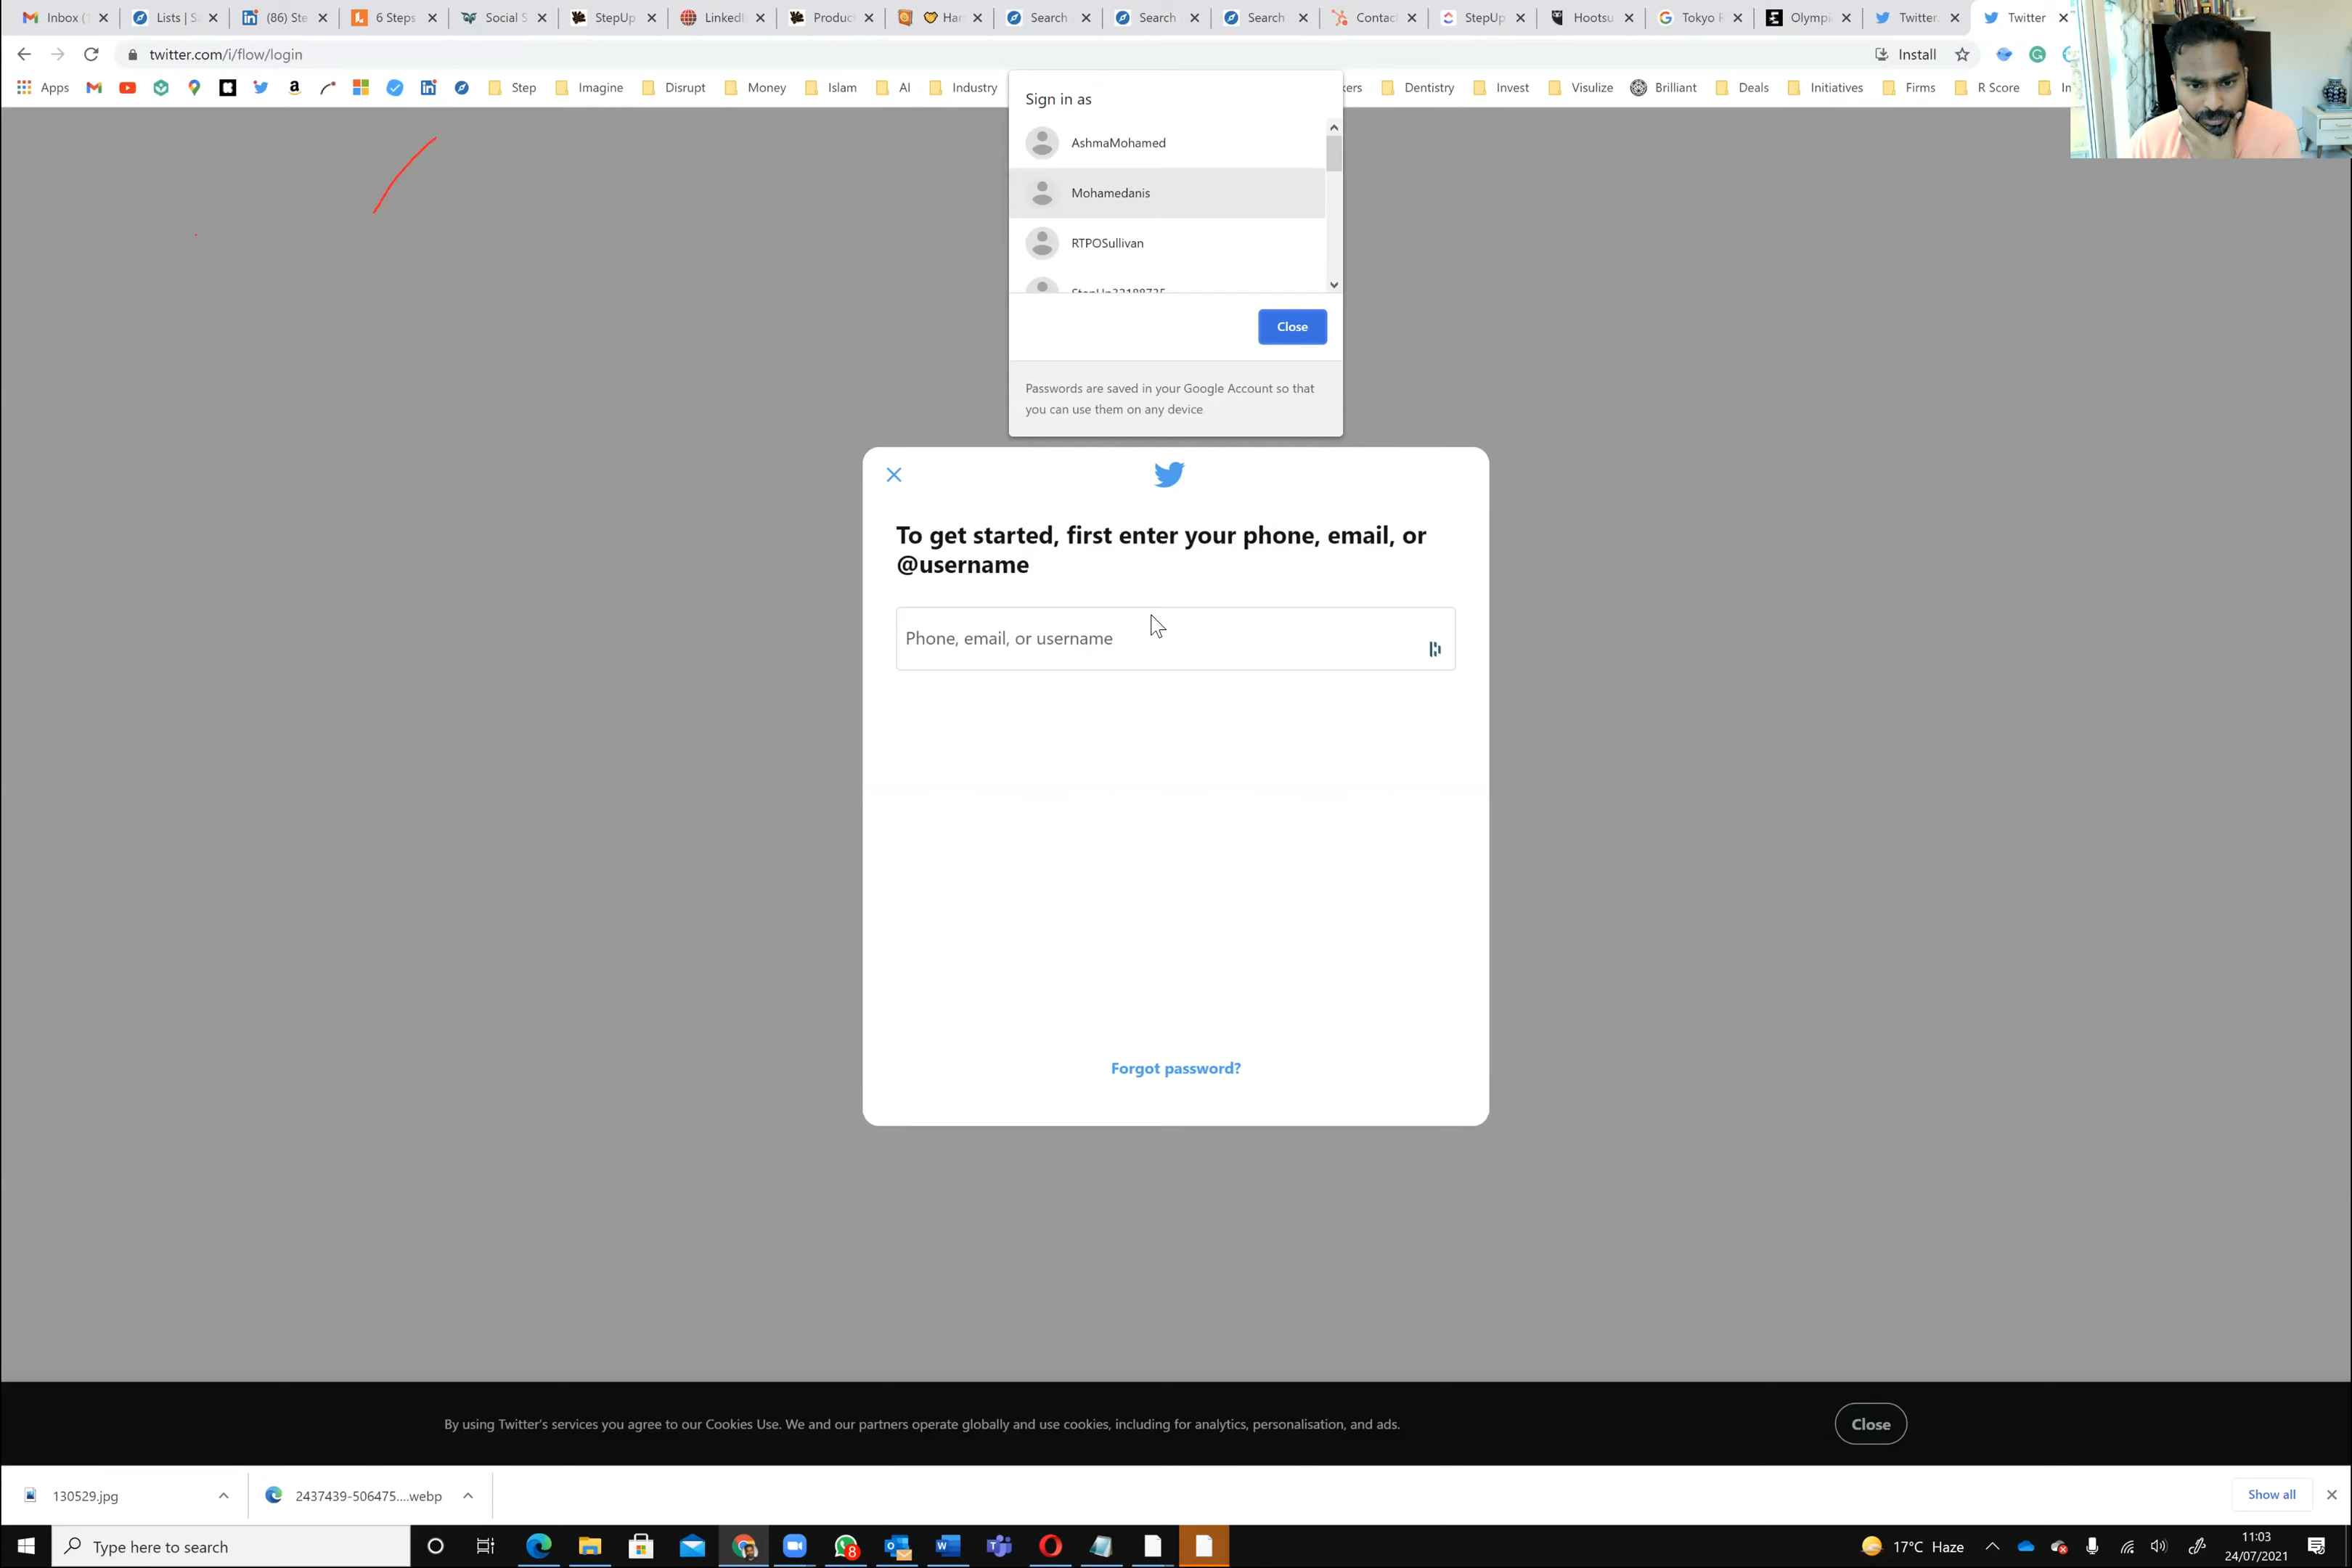 Inbox (
Lists | S
(86) Ste
6 Steps
Social S
StepUp
LinkedI
Product
Har
Search
Search
Search
Contac
StepUp
Hootsu
Tokyo
Olympi
Twitter
Twitter
twitter.com/i/flow/login
Install
Apps
Step
Imagine
Disrupt
Money
Islam
AI
Industry
kers
Dentistry
Invest
Visulize
Brilliant
Deals
Initiatives
Firms
R Score
Sign in as
AshmaMohamed
Mohamedanis
RTPOSullivan
StepUp32188735
Close
Passwords are saved in your Google Account so that
you can use them on any device
To get started, first enter your phone, email, or
@username
Phone, email, or username
Forgot password?
By using Twitter's services you agree to our Cookies Use. We and our partners operate globally and use cookies, including for analytics, personalisation, and ads.
Close
130529.jpg
2437439-506475....webp
Show all
Type here to search
8
17°C Haze
11:03
24/07/2021